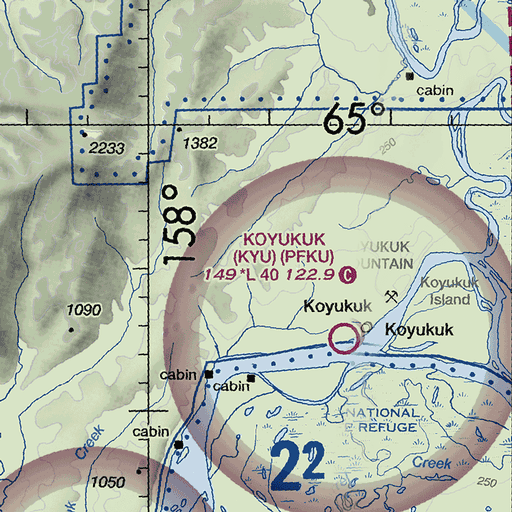 cabin
65°
2233
1382
250
158°
KOYUKUK
(KYU) (PFKU)
149 *L 40 122.9 C
YUKUK
UNTAIN
Koyukuk
Island
Koyukuk
Koyukuk
1090
cabin
cabin
NATIONAL
E REFUGE
cabin
Creek
22
Creek
1050
250